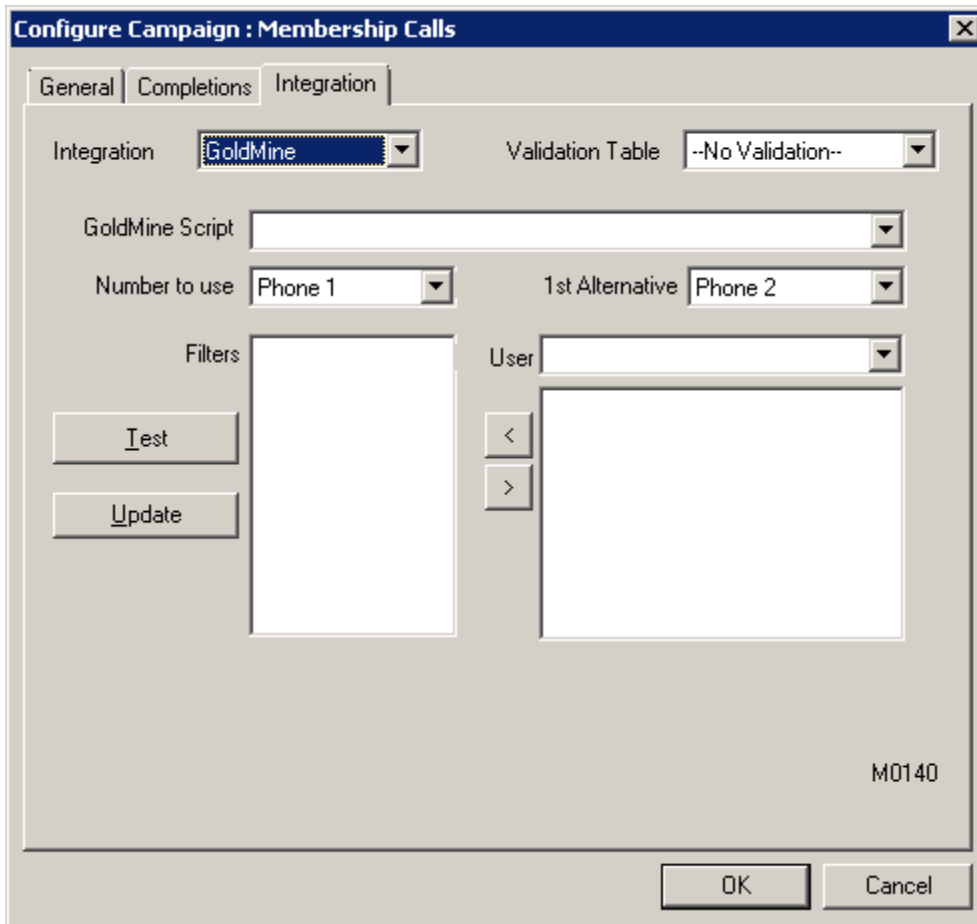 Configure Campaign : Membership Calls
General Completions Integration
Integration GoldMine Validation Table --No Validation--
GoldMine Script
Number to use Phone 1 1st Alternative Phone 2
Filters User
Test <
>
Update
M0140
OK Cancel